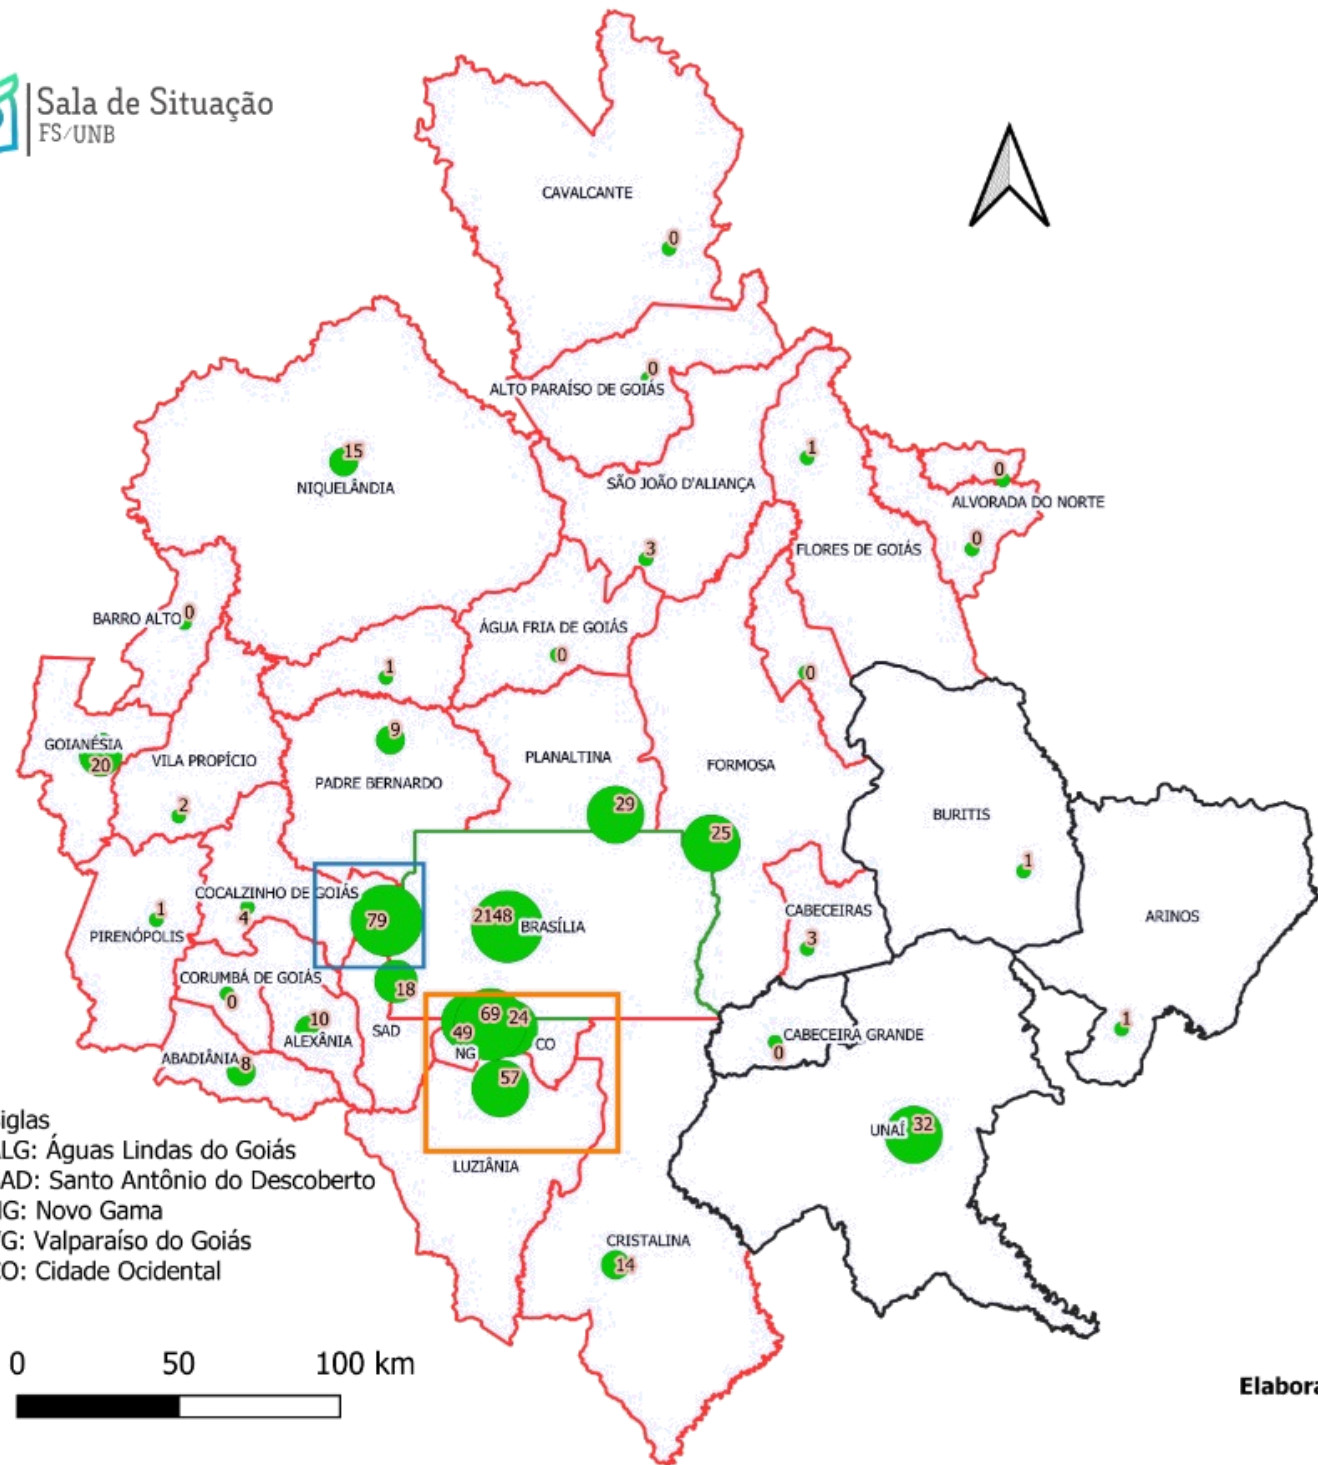 Sala de Situação
FS/UNB
CAVALCANTE
0
0
ALTO PARAÍSO DE GOIÁS
15
NIQUELÂNDIA
1
SÃO JOÃO D'ALIANÇA
0
ALVORADA DO NORTE
3
0
FLORES DE GOIÁS
BARRO ALTO
0
ÁGUA FRIA DE GOIÁS
0
1
0
9
GOIANÉSIA
20
VILA PROPÍCIO
PLANALTINA
FORMOSA
PADRE BERNARDO
2
29
25
BURITIS
1
COCALZINHO DE GOIÁS
4
1
PIRENÓPOLIS
79
2148
BRASÍLIA
CABECEIRAS
3
ARINOS
CORUMBÁ DE GOIÁS
0
18
10
ALEXÂNIA
SAD
69
24
49
NG
CO
1
CABECEIRA GRANDE
0
ABADIÂNIA
8
57
UNAÍ
32
LUZIÂNIA
iglas
LG: Águas Lindas do Goiás
AD: Santo Antônio do Descoberto
G: Novo Gama
G: Valparaíso do Goiás
O: Cidade Ocidental
CRISTALINA
14
0 50 100 km
Elabora